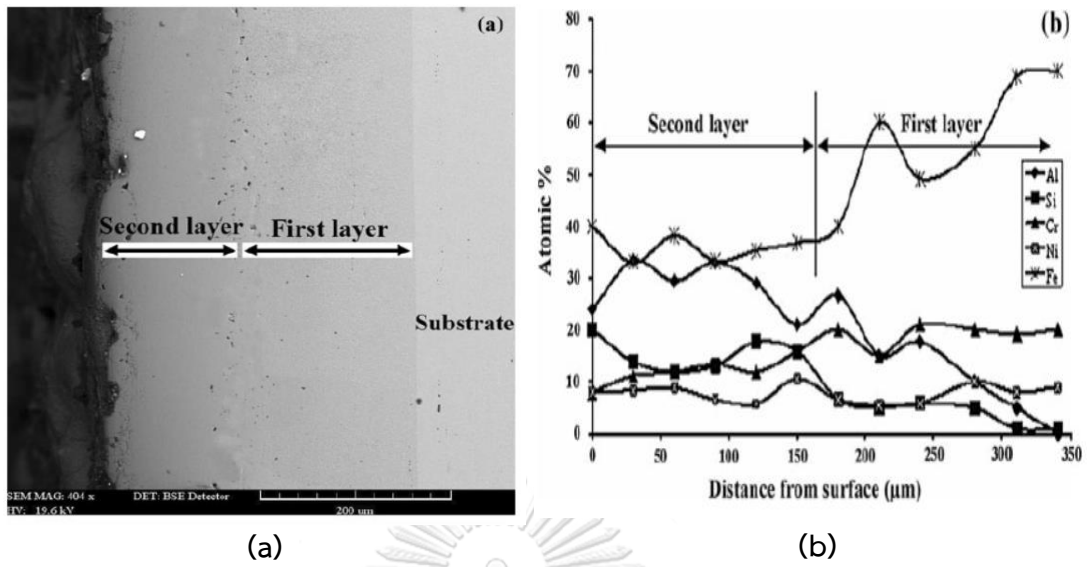 (a)
Second layer
First layer
Substrate
SEM MAG: 404 x
DET: BSE Detector
HV: 19.6 kV
200 um
(a)
(b)
80
70
60
50
40
30
20
10
0
Atomic %
Second layer
First layer
Al
Si
Cr
Ni
Fe
0
50
100
150
200
250
300
350
Distance from surface (µm)
(b)